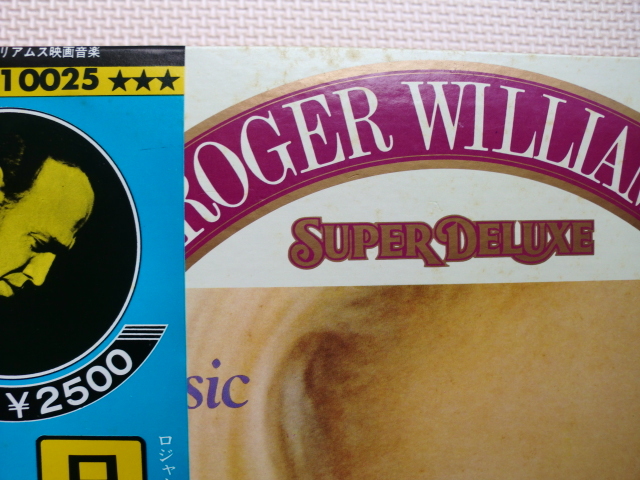 リアムス映画音楽
10025 ★★★
ROGER WILLIAM
SUPER DELUXE
¥2500
sic
ロジャ